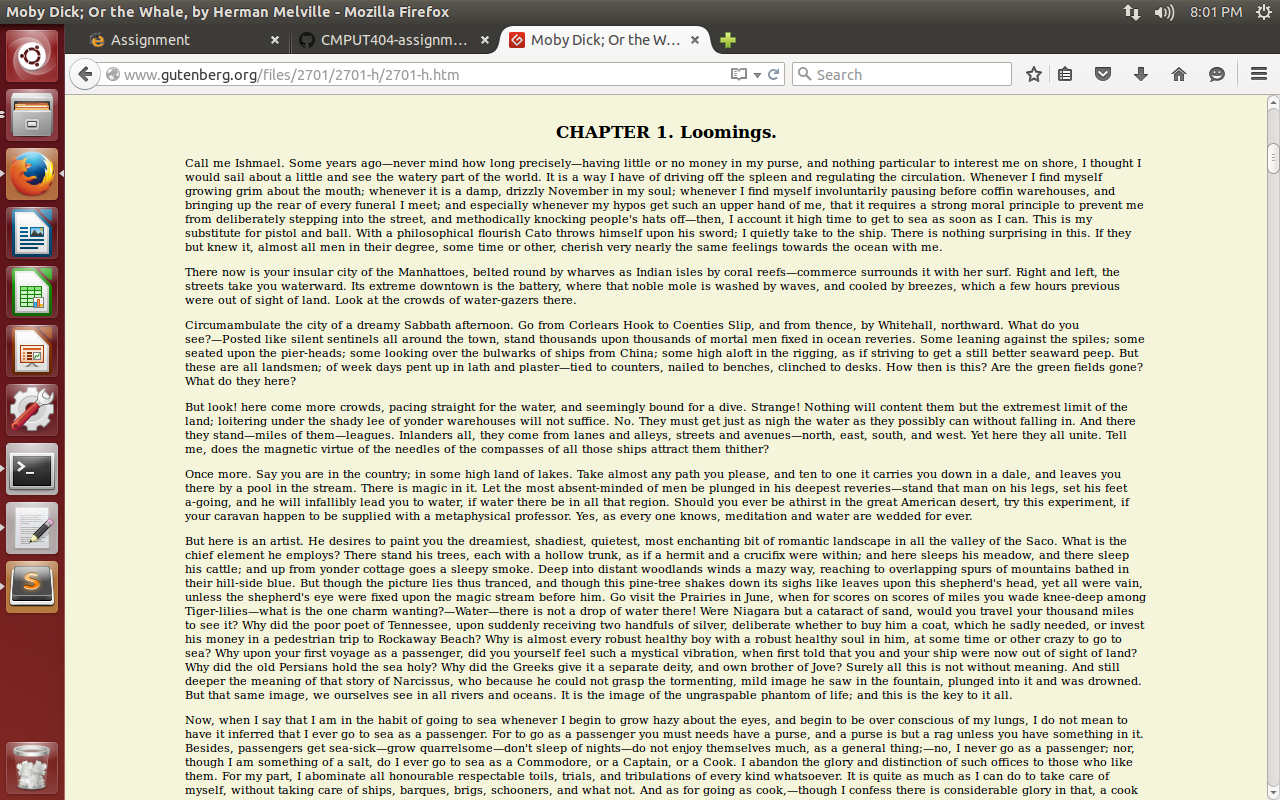 Moby Dick; Or the Whale, by Herman Melville - Mozilla Firefox
8:01 PM
Assignment
CMPUT404-assignm...
Moby Dick; Or the W...
www.gutenberg.org/files/2701/2701-h/2701-h.htm
Search
CHAPTER 1. Loomings.
Call me Ishmael. Some years ago—never mind how long precisely—having little or no money in my purse, and nothing particular to interest me on shore, I thought I
would sail about a little and see the watery part of the world. It is a way I have of driving off the spleen and regulating the circulation. Whenever I find myself
growing grim about the mouth; whenever it is a damp, drizzly November in my soul; whenever I find myself involuntarily pausing before coffin warehouses, and
bringing up the rear of every funeral I meet; and especially whenever my hypos get such an upper hand of me, that it requires a strong moral principle to prevent me
from deliberately stepping into the street, and methodically knocking people's hats off—then, I account it high time to get to sea as soon as I can. This is my
substitute for pistol and ball. With a philosophical flourish Cato throws himself upon his sword; I quietly take to the ship. There is nothing surprising in this. If they
but knew it, almost all men in their degree, some time or other, cherish very nearly the same feelings towards the ocean with me.
There now is your insular city of the Manhattoes, belted round by wharves as Indian isles by coral reefs—commerce surrounds it with her surf. Right and left, the
streets take you waterward. Its extreme downtown is the battery, where that noble mole is washed by waves, and cooled by breezes, which a few hours previous
were out of sight of land. Look at the crowds of water-gazers there.
Circumambulate the city of a dreamy Sabbath afternoon. Go from Corlears Hook to Coenties Slip, and from thence, by Whitehall, northward. What do you
see?—Posted like silent sentinels all around the town, stand thousands upon thousands of mortal men fixed in ocean reveries. Some leaning against the spiles; some
seated upon the pier-heads; some looking over the bulwarks of ships from China; some high aloft in the rigging, as if striving to get a still better seaward peep. But
these are all landsmen; of week days pent up in lath and plaster—tied to counters, nailed to benches, clinched to desks. How then is this? Are the green fields gone?
What do they here?
But look! here come more crowds, pacing straight for the water, and seemingly bound for a dive. Strange! Nothing will content them but the extremest limit of the
land; loitering under the shady lee of yonder warehouses will not suffice. No. They must get just as nigh the water as they possibly can without falling in. And there
they stand—miles of them—leagues. Inlanders all, they come from lanes and alleys, streets and avenues—north, east, south, and west. Yet here they all unite. Tell
me, does the magnetic virtue of the needles of the compasses of all those ships attract them thither?
Once more. Say you are in the country; in some high land of lakes. Take almost any path you please, and ten to one it carries you down in a dale, and leaves you
there by a pool in the stream. There is magic in it. Let the most absent-minded of men be plunged in his deepest reveries—stand that man on his legs, set his feet
a-going, and he will infallibly lead you to water, if water there be in all that region. Should you ever be athirst in the great American desert, try this experiment, if
your caravan happen to be supplied with a metaphysical professor. Yes, as every one knows, meditation and water are wedded for ever.
But here is an artist. He desires to paint you the dreamiest, shadiest, quietest, most enchanting bit of romantic landscape in all the valley of the Saco. What is the
chief element he employs? There stand his trees, each with a hollow trunk, as if a hermit and a crucifix were within; and here sleeps his meadow, and there sleep
his cattle; and up from yonder cottage goes a sleepy smoke. Deep into distant woodlands winds a mazy way, reaching to overlapping spurs of mountains bathed in
their hill-side blue. But though the picture lies thus tranced, and though this pine-tree shakes down its sighs like leaves upon this shepherd's head, yet all were vain,
unless the shepherd's eye were fixed upon the magic stream before him. Go visit the Prairies in June, when for scores on scores of miles you wade knee-deep among
Tiger-lilies—what is the one charm wanting?—Water—there is not a drop of water there! Were Niagara but a cataract of sand, would you travel your thousand miles
to see it? Why did the poor poet of Tennessee, upon suddenly receiving two handfuls of silver, deliberate whether to buy him a coat, which he sadly needed, or invest
his money in a pedestrian trip to Rockaway Beach? Why is almost every robust healthy boy with a robust healthy soul in him, at some time or other crazy to go to
sea? Why upon your first voyage as a passenger, did you yourself feel such a mystical vibration, when first told that you and your ship were now out of sight of land?
Why did the old Persians hold the sea holy? Why did the Greeks give it a separate deity, and own brother of Jove? Surely all this is not without meaning. And still
deeper the meaning of that story of Narcissus, who because he could not grasp the tormenting, mild image he saw in the fountain, plunged into it and was drowned.
But that same image, we ourselves see in all rivers and oceans. It is the image of the ungraspable phantom of life; and this is the key to it all.
Now, when I say that I am in the habit of going to sea whenever I begin to grow hazy about the eyes, and begin to be over conscious of my lungs, I do not mean to
have it inferred that I ever go to sea as a passenger. For to go as a passenger you must needs have a purse, and a purse is but a rag unless you have something in it.
Besides, passengers get sea-sick—grow quarrelsome—don't sleep of nights—do not enjoy themselves much, as a general thing;—no, I never go as a passenger; nor,
though I am something of a salt, do I ever go to sea as a Commodore, or a Captain, or a Cook. I abandon the glory and distinction of such offices to those who like
them. For my part, I abominate all honourable respectable toils, trials, and tribulations of every kind whatsoever. It is quite as much as I can do to take care of
myself, without taking care of ships, barques, brigs, schooners, and what not. And as for going as cook,—though I confess there is considerable glory in that, a cook